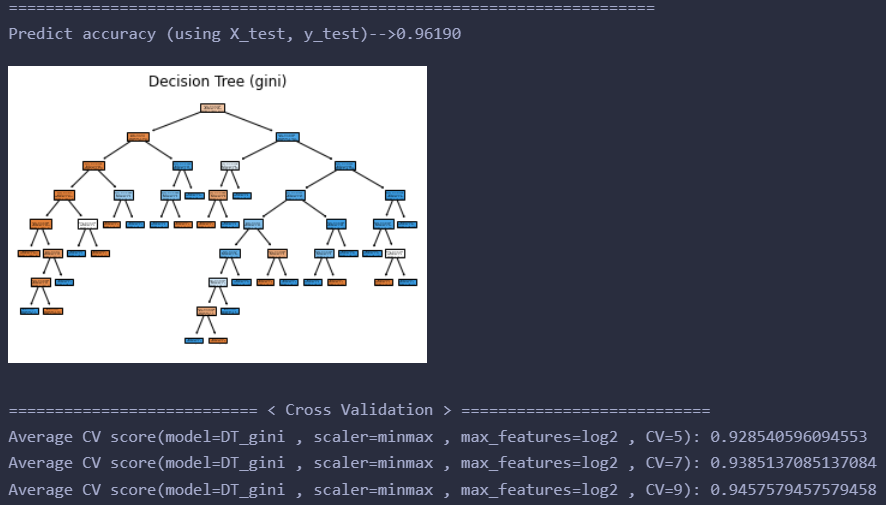 ======================================================================
Predict accuracy (using X_test, y_test)-->0.96190
Decision Tree (gini)
=========================== < Cross Validation > ===========================
Average CV score(model=DT_gini , scaler=minmax , max_features=log2 , CV=5): 0.928540596094553
Average CV score(model=DT_gini , scaler=minmax , max_features=log2 , CV=7): 0.9385137085137084
Average CV score(model=DT_gini , scaler=minmax , max_features=log2 , CV=9): 0.9457579457579458